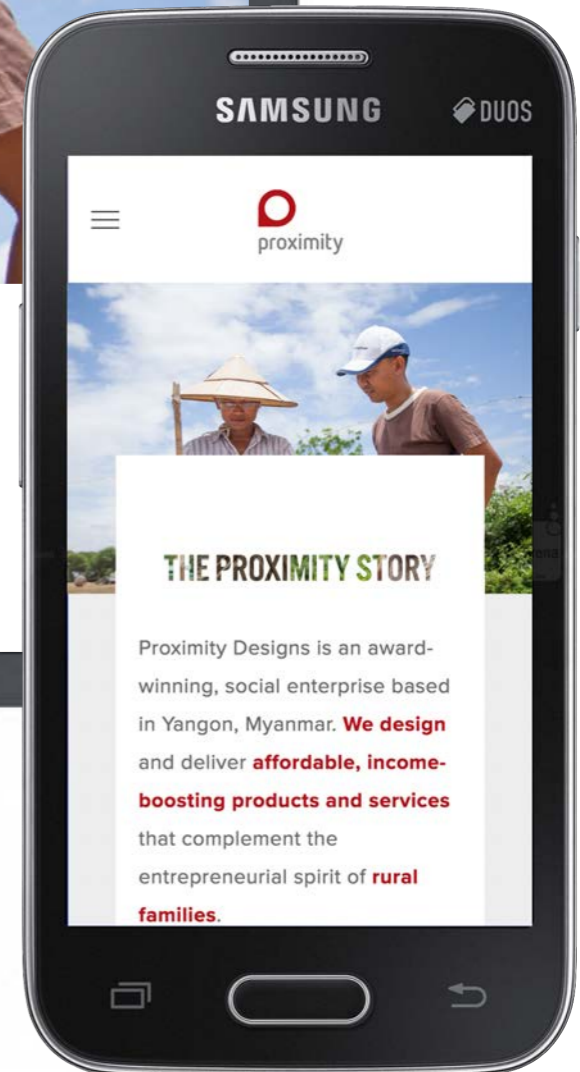 SAMSUNG
DUOS
proximity
THE PROXIMITY STORY
Proximity Designs is an award-
winning, social enterprise based
in Yangon, Myanmar. We design
and deliver affordable, income-
boosting products and services
that complement the
entrepreneurial spirit of rural
families.